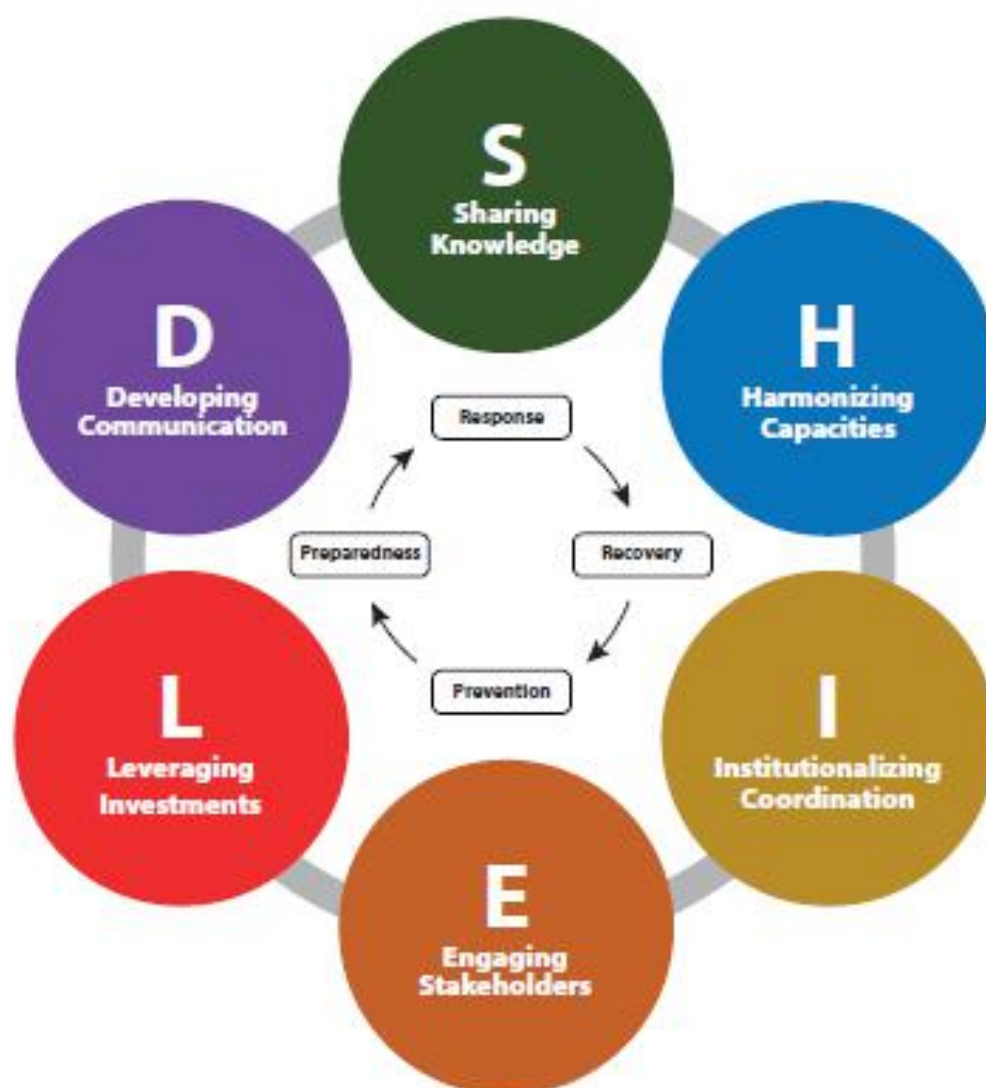 S
Sharing
Knowledge
H
Harmonizing
Capacities
I
Institutionalizing
Coordination
E
Engaging
Stakeholders
L
Leveraging
Investments
D
Developing
Communication
Response
Recovery
Prevention
Preparedness